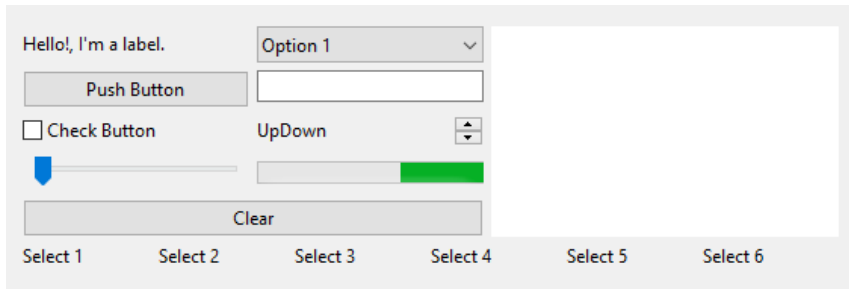 Hello!, I'm a label.
Option 1
Push Button
Check Button
UpDown
Clear
Select 1 Select 2 Select 3 Select 4 Select 5 Select 6